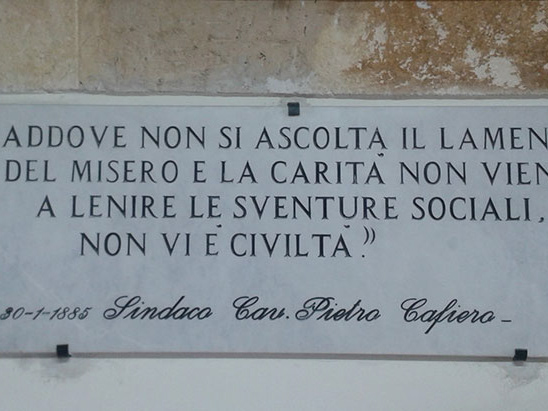 ADDOVE NON SI ASCOLTA IL LAMEN
DEL MISERO E LA CARITÀ NON VIEN
A LENIRE LE SVENTURE SOCIALI,
NON VI È CIVILTÀ.”
30-1-1885 Sindaco Cav. Pietro Cafiero